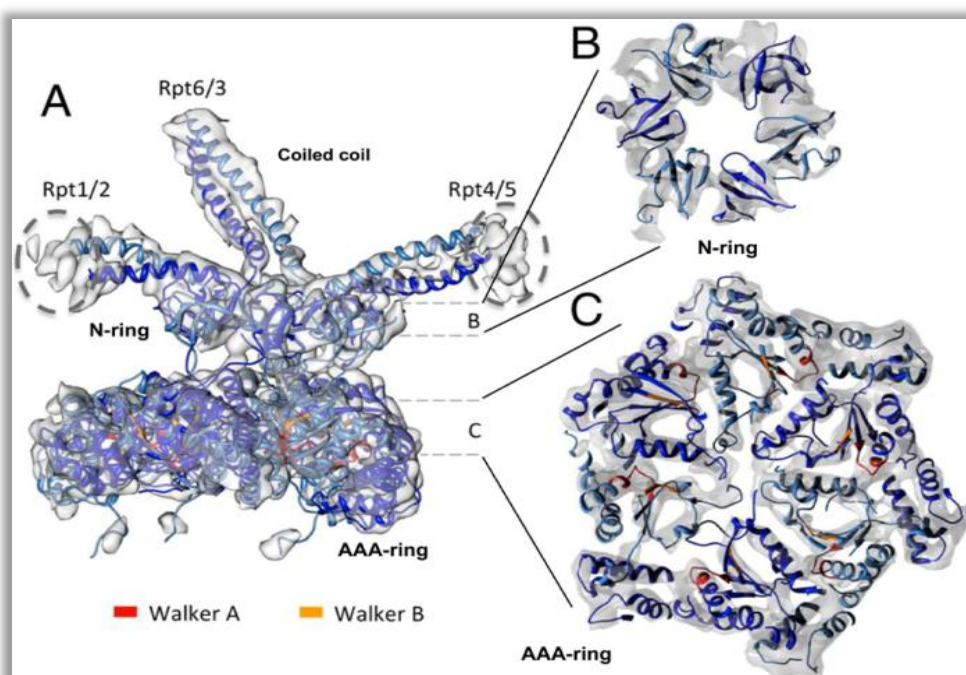 A
Rpt6/3
Coiled coil
Rpt1/2
Rpt4/5
N-ring
B
C
AAA-ring
Walker A
Walker B
B
N-ring
C
AAA-ring